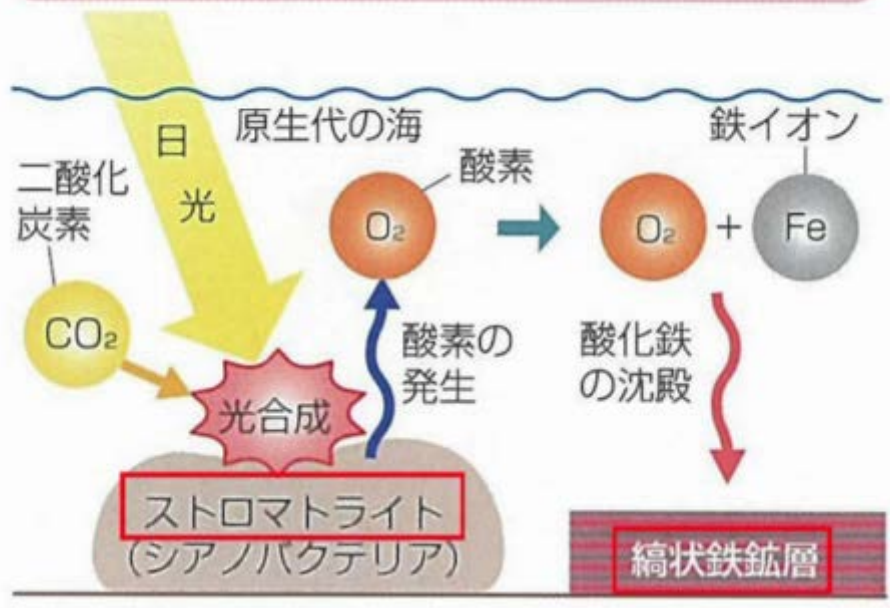 原生代の海
鉄イオン
日
光
二酸化
炭素
酸素
O₂
O₂
+
Fe
CO₂
酸素の
発生
酸化鉄
の沈殿
光合成
ストロマトライト
(シアノバクテリア)
縞状鉄鉱層